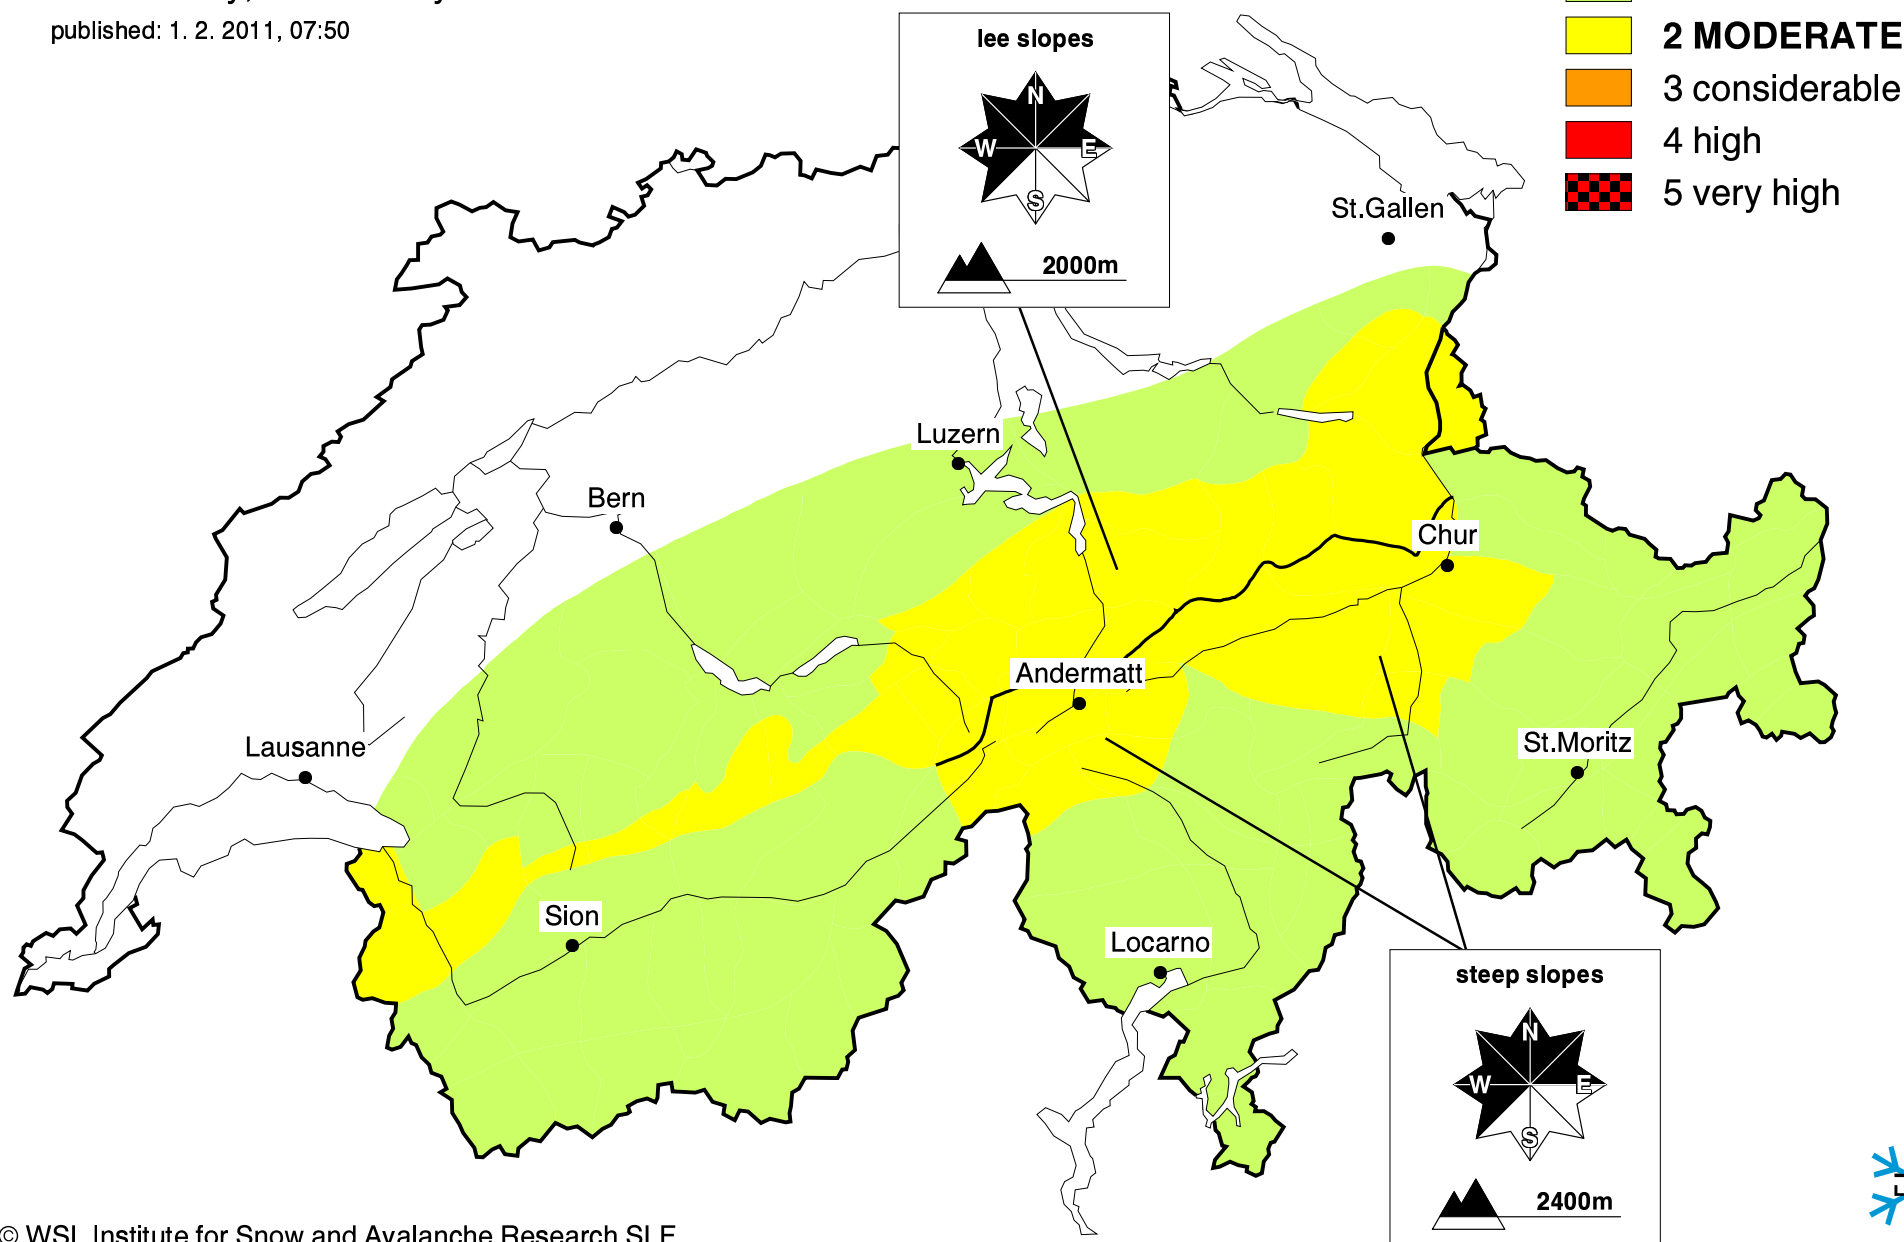 published: 1. 2. 2011, 07:50
2 MODERATE
3 considerable
4 high
5 very high
lee slopes
N
W
E
S
2000m
St.Gallen
Luzern
Bern
Chur
Andermatt
Lausanne
St.Moritz
Sion
Locarno
steep slopes
N
W
E
S
2400m
© WSL Institute for Snow and Avalanche Research SLF